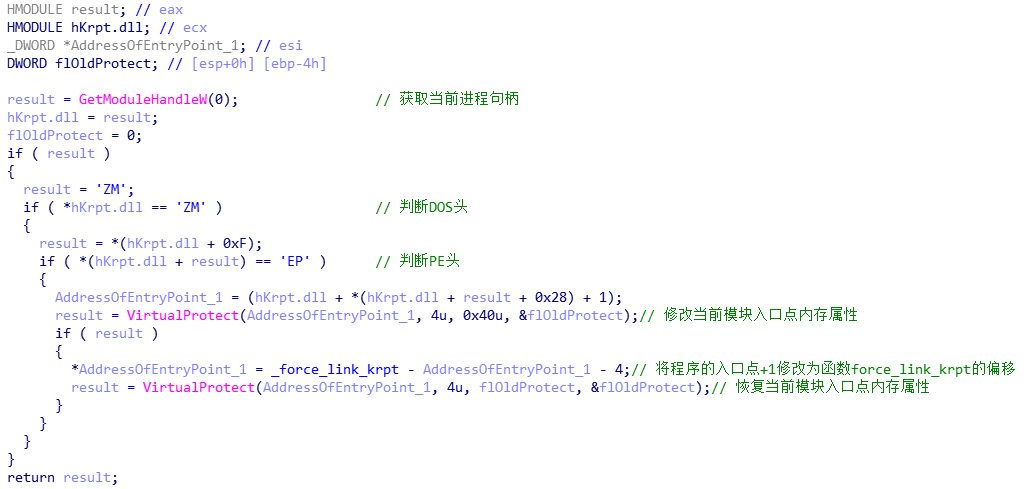 HMODULE result; // eax
HMODULE hKrpt.dll; // ecx
_DWORD *AddressOfEntryPoint_1; // esi
DWORD flOldProtect; // [esp+0h] [ebp-4h]

result = GetModuleHandleW(0); // 获取当前进程句柄
hKrpt.dll = result;
flOldProtect = 0;
if ( result )
{
  result = 'ZM';
  if ( *hKrpt.dll == 'ZM' ) // 判断DOS头
  {
    result = *(hKrpt.dll + 0xF);
    if ( *(hKrpt.dll + result) == 'EP' ) // 判断PE头
    {
      AddressOfEntryPoint_1 = (hKrpt.dll + *(hKrpt.dll + result + 0x28) + 1);
      result = VirtualProtect(AddressOfEntryPoint_1, 4u, 0x40u, &flOldProtect);// 修改当前模块入口点内存属性
      if ( result )
      {
        *AddressOfEntryPoint_1 = _force_link_krpt - AddressOfEntryPoint_1 - 4;// 将程序的入口点+1修改为函数force_link_krpt的偏移
        result = VirtualProtect(AddressOfEntryPoint_1, 4u, flOldProtect, &flOldProtect);// 恢复当前模块入口点内存属性
      }
    }
  }
}
return result;